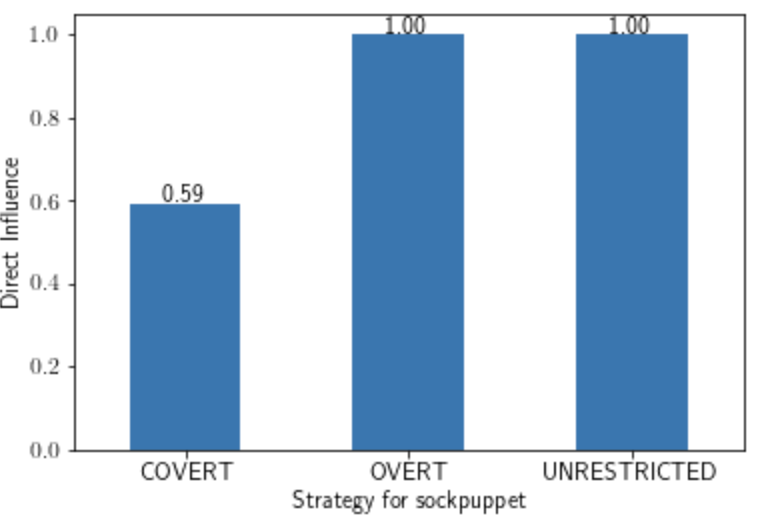 1.00 1.00
1.0
0.8
0.59
0.6
0.4
0.2
0.0
Direct Influence
COVERT OVERT UNRESTRICTED
Strategy for sockpuppet